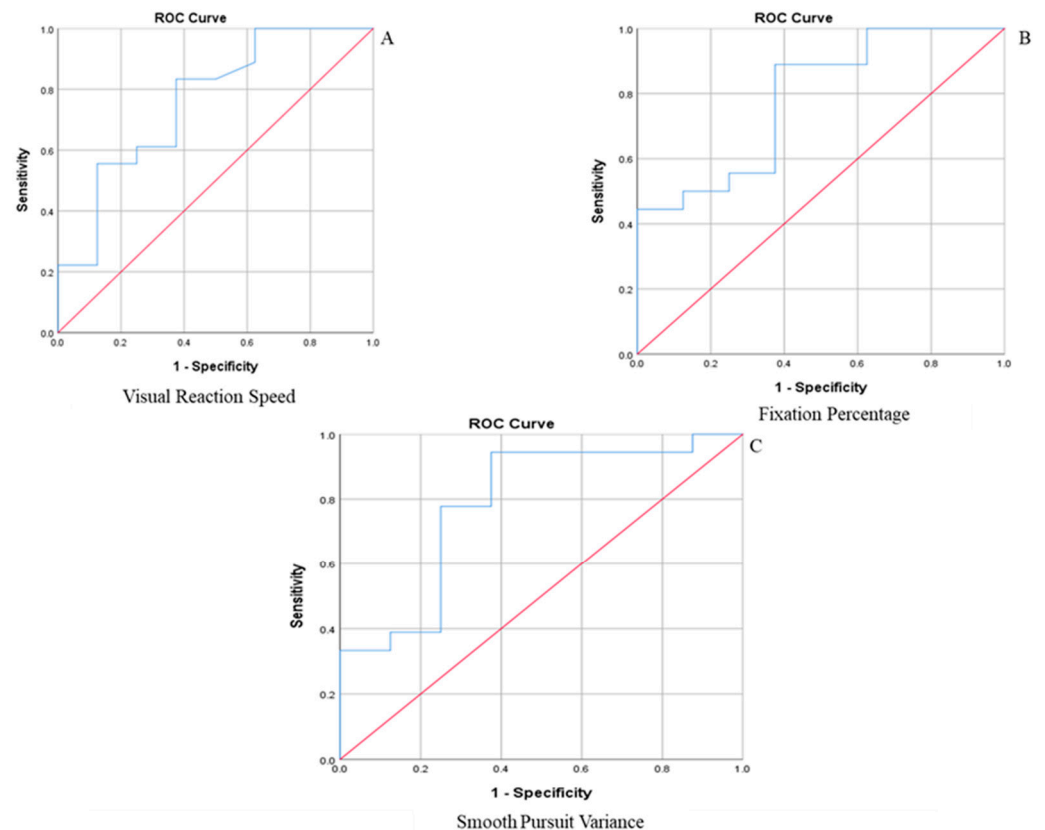 ROC Curve
A
1.0
0.8
0.6
0.4
0.2
0.0
Sensitivity
0.0 0.2 0.4 0.6 0.8 1.0
1 - Specificity
Visual Reaction Speed
ROC Curve
B
1.0
0.8
0.6
0.4
0.2
0.0
Sensitivity
0.0 0.2 0.4 0.6 0.8 1.0
1 - Specificity
Fixation Percentage
ROC Curve
C
1.0
0.8
0.6
0.4
0.2
0.0
Sensitivity
0.0 0.2 0.4 0.6 0.8 1.0
1 - Specificity
Smooth Pursuit Variance